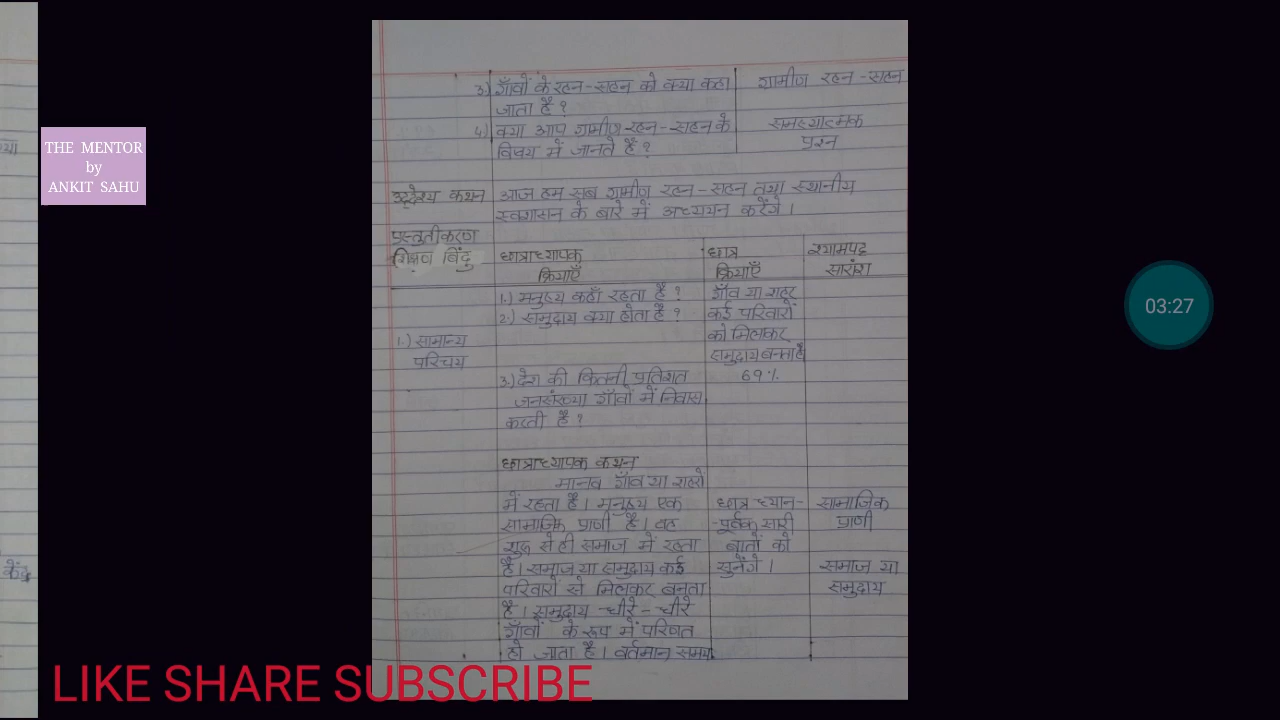 THE MENTOR
by
ANKIT SAHU
03:27
3.) गाँवों के रहन-सहन को क्या कहा
जाता है ?
ग्रामीण रहन-सहन
4.) क्या आप ग्रामीण रहन-सहन के
विषय में जानते है ?
समस्यात्मक
प्रश्न
उद्देश्य कथन
आज हम सब ग्रामीण रहन-सहन तथा स्थानीय
स्वशासन के बारे में अध्ययन करेंगे।
प्रस्तुतीकरण
शिक्षण बिंदु
छात्राध्यापक
क्रियाएँ
छात्र
क्रियाएँ
श्यामपट्ट
सारांश
1.) सामान्य
परिचय
1.) मनुष्य कहाँ रहता है ?
गाँव या शहर
2.) समुदाय क्या होता है ?
कई परिवारों
को मिलाकर
समुदाय बनता है
3.) देश की कितनी प्रतिशत
जनसंख्या गाँवों में निवास
करती है ?
69%
छात्राध्यापक कथन
मानव गाँव या शहरों
में रहता है। मनुष्य एक
सामाजिक प्राणी है। वह
शुरू से ही समाज में रहता
है। समाज या समुदाय कई
परिवारों से मिलकर बनता
है। समुदाय धीरे-धीरे
गाँवों के रूप में परिणत
हो जाता है। वर्तमान समय
छात्र ध्यान-
-पूर्वक सारी
बातों को
सुनेंगे।
सामाजिक
प्राणी
समाज या
समुदाय
केंद्र
LIKE SHARE SUBSCRIBE